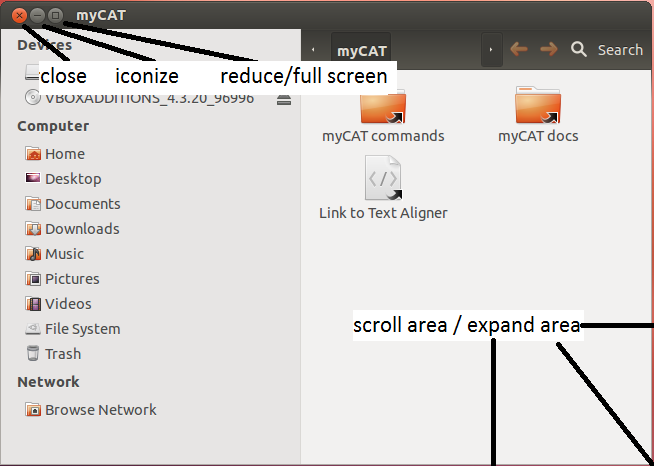 myCAT
Devices
myCAT
Search
close iconize reduce/full screen
VBOXADDITIONS_4.3.20_96996
Computer
Home
Desktop
Documents
Downloads
Music
Pictures
Videos
File System
Trash
Network
Browse Network
myCAT commands
myCAT docs
Link to Text Aligner
scroll area / expand area